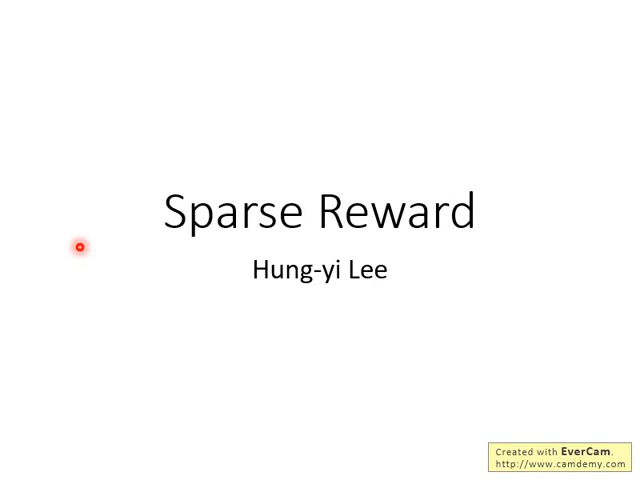 Sparse Reward
Hung-yi Lee
Created with EverCam.
http://www.camdemy.com